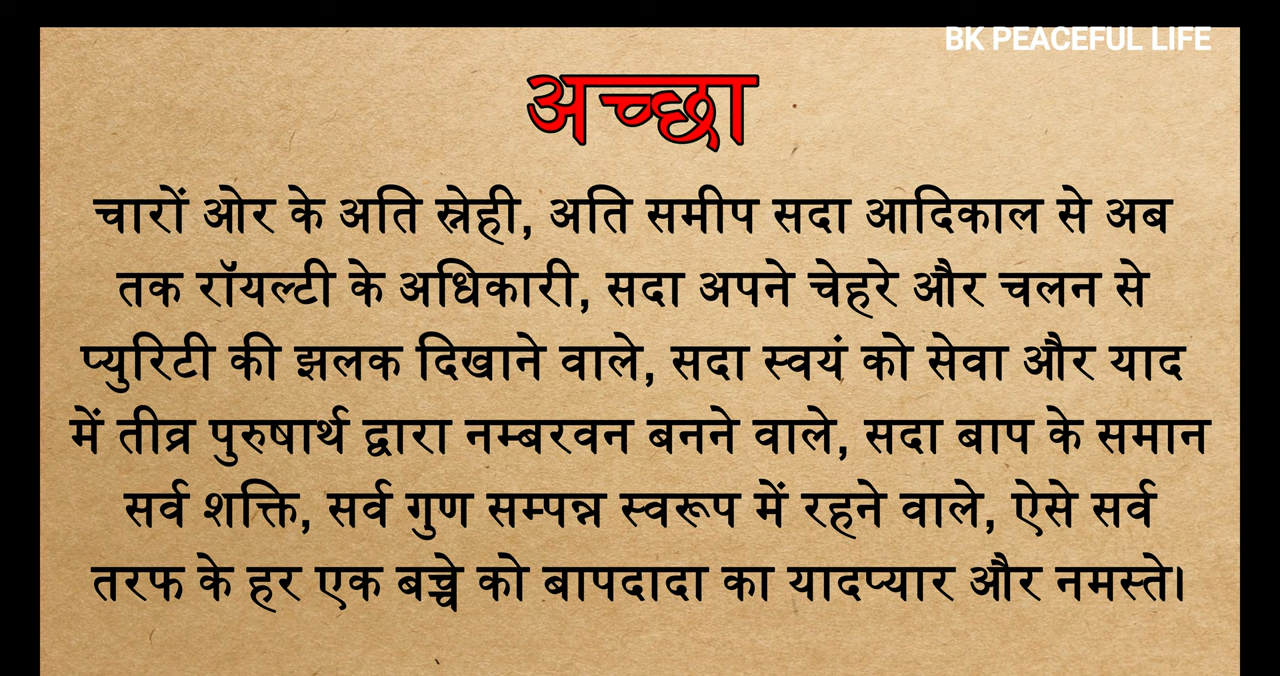 BK PEACEFUL LIFE
अच्छा
चारों ओर के अति स्नेही, अति समीप सदा आदिकाल से अब
तक रॉयल्टी के अधिकारी, सदा अपने चेहरे और चलन से
प्युरिटी की झलक दिखाने वाले, सदा स्वयं को सेवा और याद
में तीव्र पुरुषार्थ द्वारा नम्बरवन बनने वाले, सदा बाप के समान
सर्व शक्ति, सर्व गुण सम्पन्न स्वरूप में रहने वाले, ऐसे सर्व
तरफ के हर एक बच्चे को बापदादा का यादप्यार और नमस्ते।